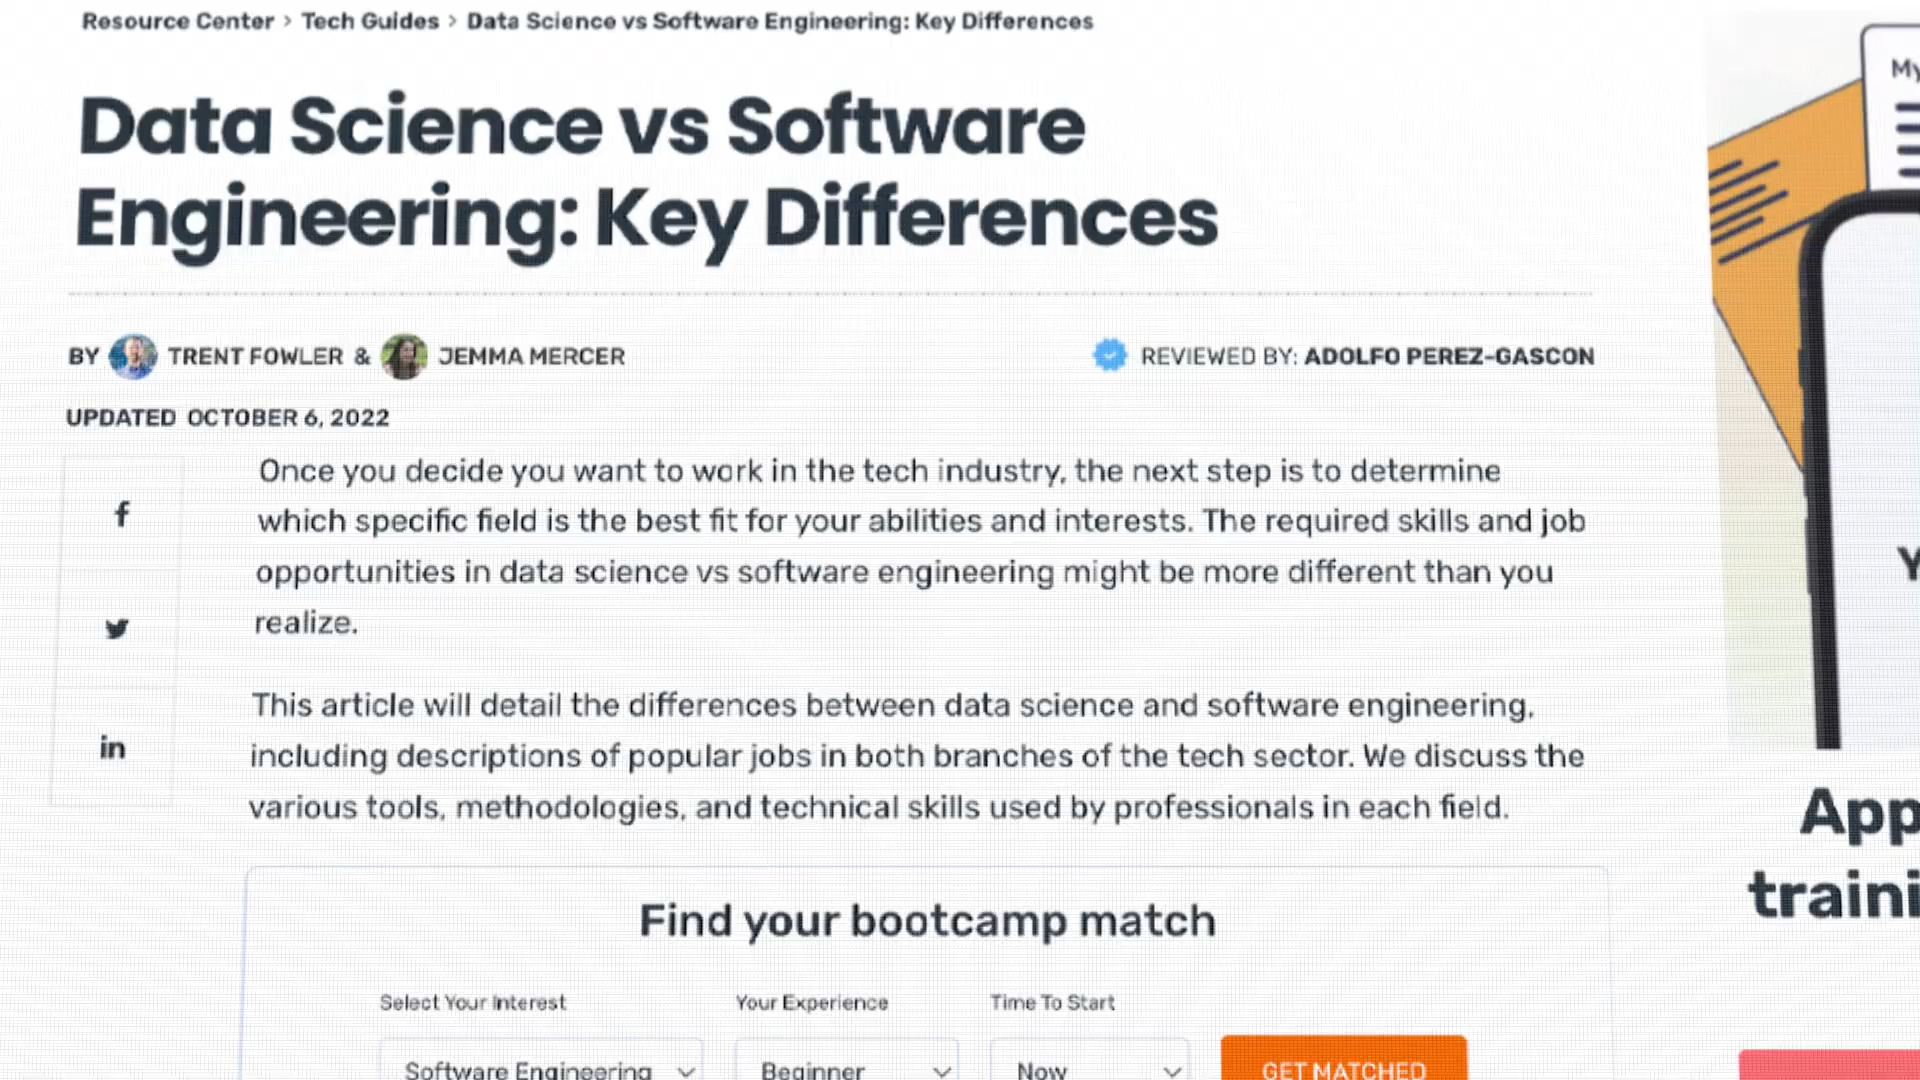 Resource Center > Tech Guides > Data Science vs Software Engineering: Key Differences
Data Science vs Software
Engineering: Key Differences
BY TRENT FOWLER & JEMMA MERCER
REVIEWED BY: ADOLFO PEREZ-GASCON
UPDATED OCTOBER 6, 2022
Once you decide you want to work in the tech industry, the next step is to determine
which specific field is the best fit for your abilities and interests. The required skills and job
opportunities in data science vs software engineering might be more different than you
realize.
This article will detail the differences between data science and software engineering,
including descriptions of popular jobs in both branches of the tech sector. We discuss the
various tools, methodologies, and technical skills used by professionals in each field.
f
in
Find your bootcamp match
Select Your Interest Your Experience Time To Start
Software Engineering Beginner Now GET MATCHED
My